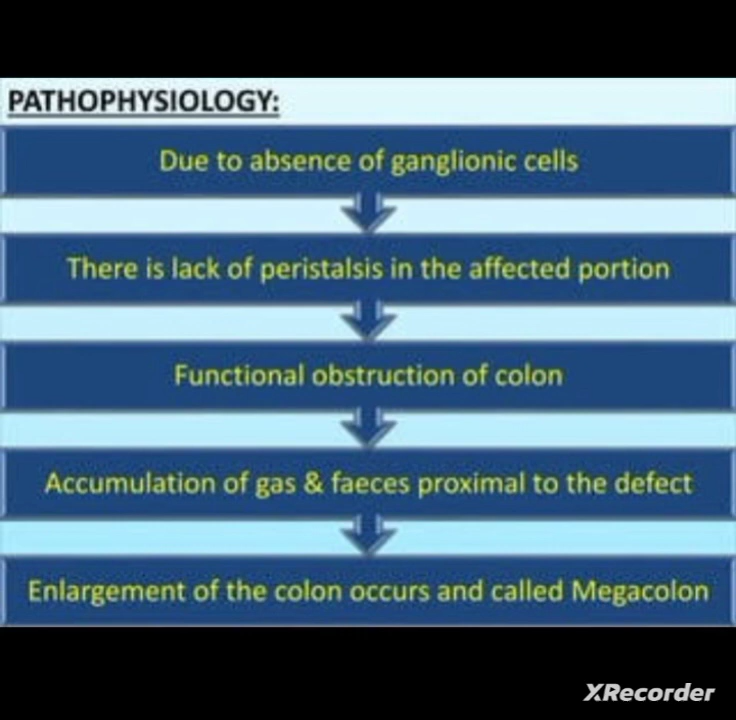 PATHOPHYSIOLOGY:
Due to absence of ganglionic cells
There is lack of peristalsis in the affected portion
Functional obstruction of colon
Accumulation of gas & faeces proximal to the defect
Enlargement of the colon occurs and called Megacolon
XRecorder